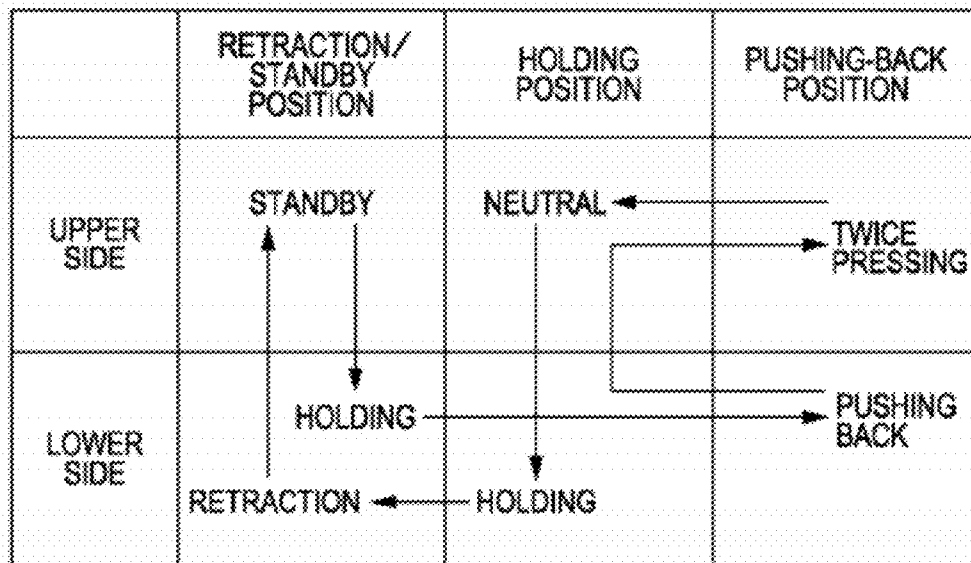 RETRACTION/
STANDBY
POSITION
HOLDING
POSITION
PUSHING-BACK
POSITION
UPPER
SIDE
STANDBY
NEUTRAL
TWICE
PRESSING
LOWER
SIDE
HOLDING
PUSHING
BACK
RETRACTION
HOLDING